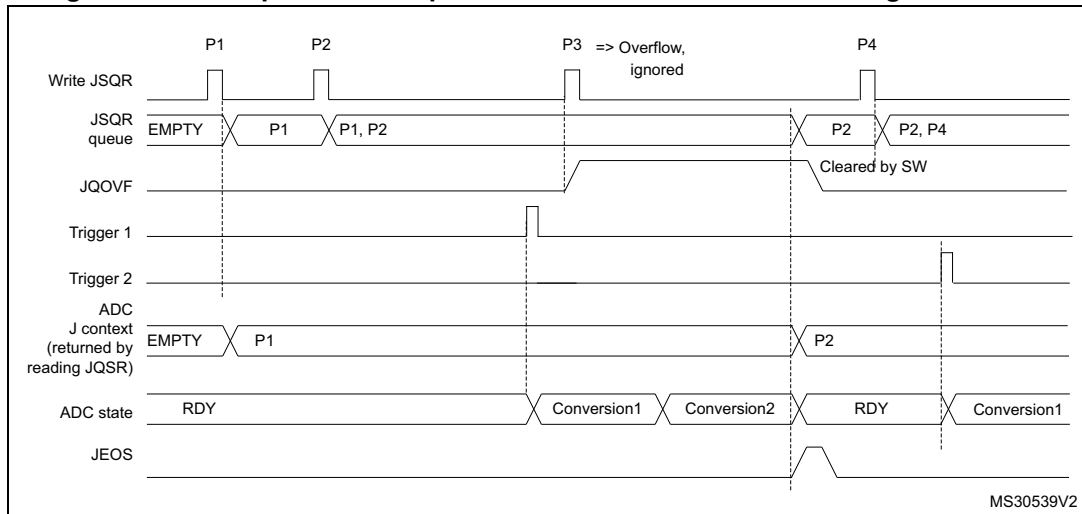 P1 P2 P3 => Overflow, P4
ignored
Write JSQR
JSQR
queue
EMPTY P1 P1, P2 P2 P2, P4
JQOVF
Cleared by SW
Trigger 1
Trigger 2
ADC
J context
(returned by
reading JQSR)
EMPTY P1 P2
ADC state
RDY Conversion1 Conversion2 RDY Conversion1
JEOS
MS30539V2